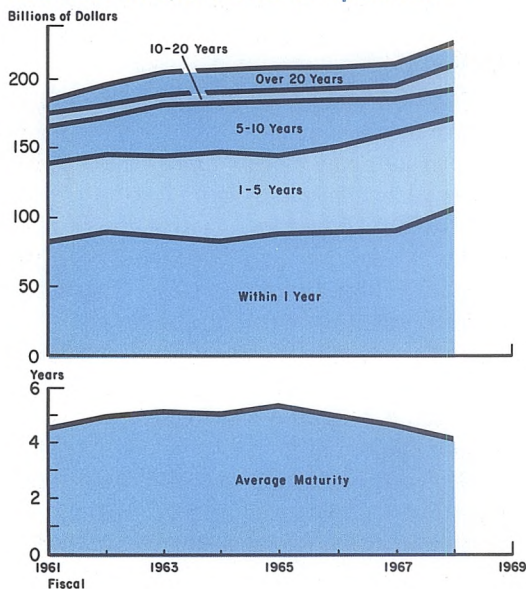 Billions of Dollars
10-20 Years
200
Over 20 Years
5-10 Years
150
1-5 Years
100
50
Within 1 Year
0
Years
6
4
Average Maturity
2
0
1961 1963 1965 1967 1969
Fiscal